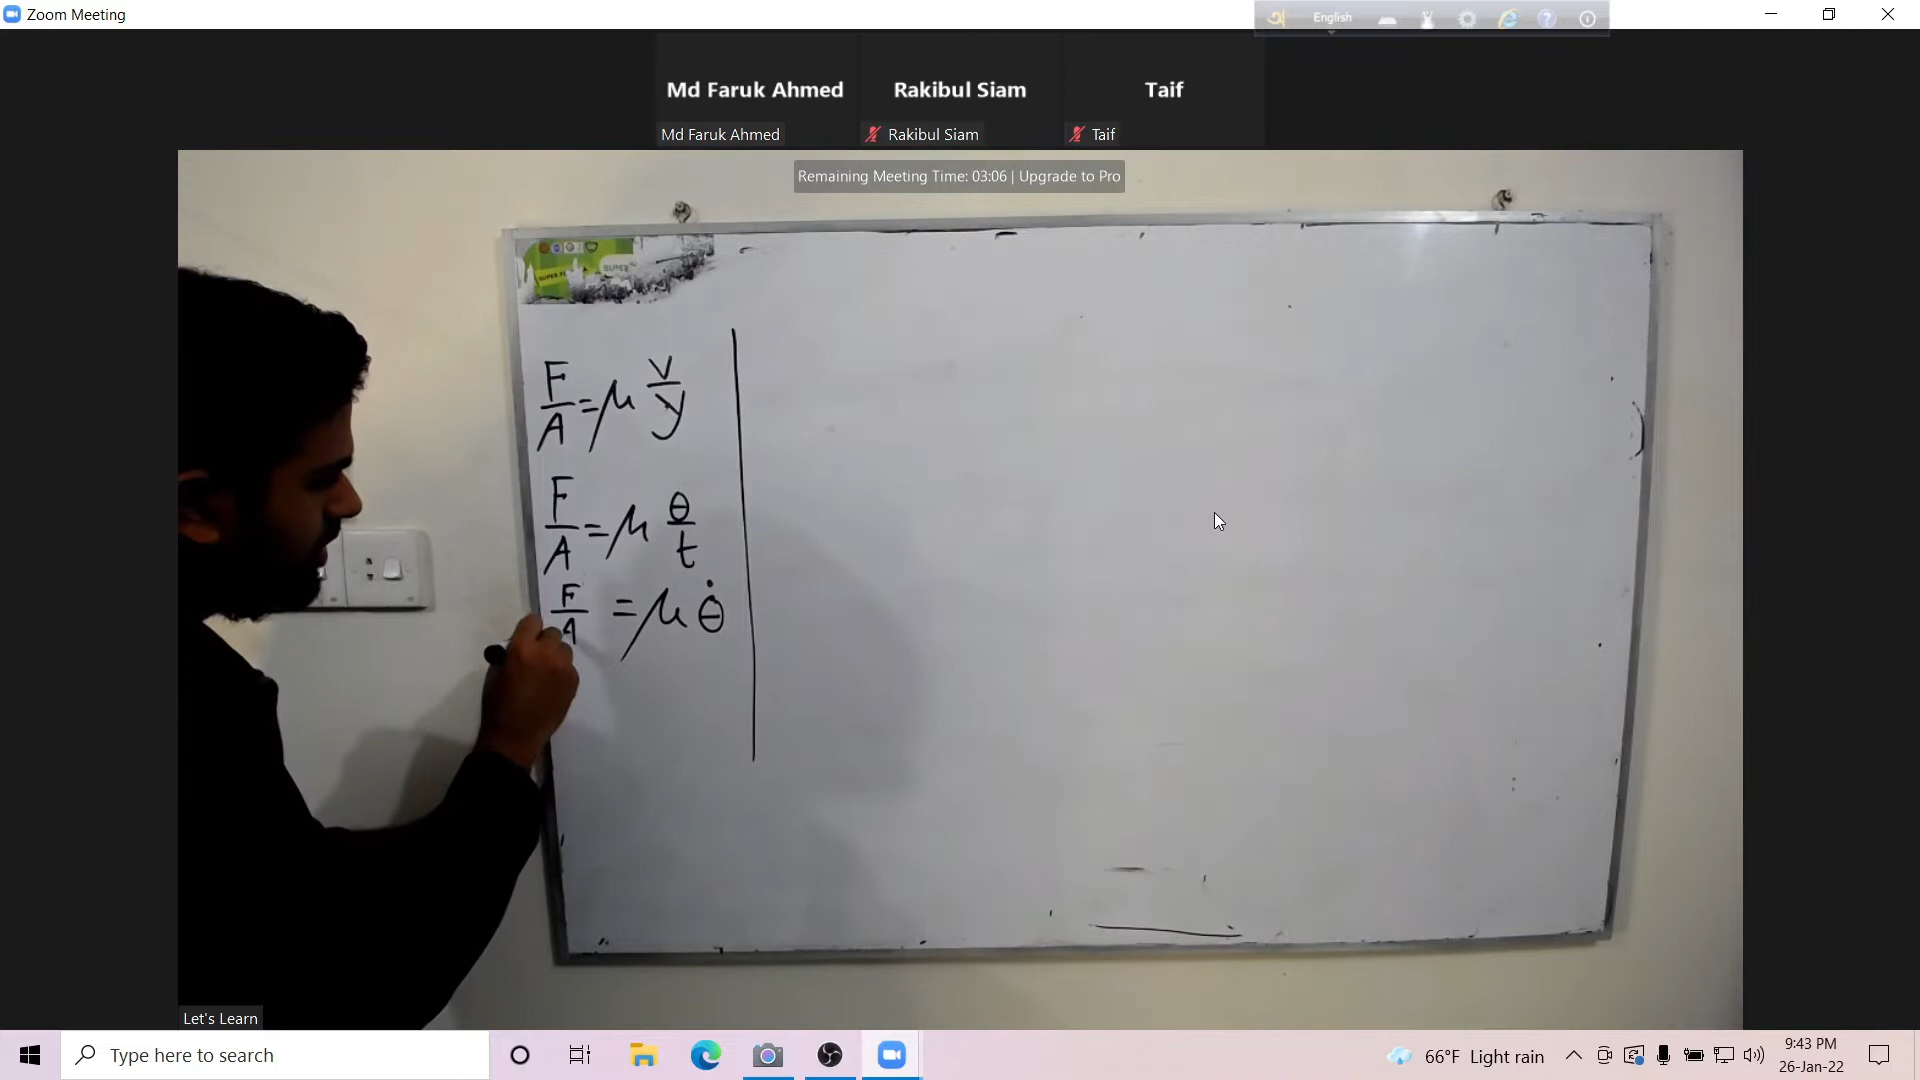 Zoom Meeting
English
Md Faruk Ahmed
Rakibul Siam
Taif
Md Faruk Ahmed
Rakibul Siam
Taif
Remaining Meeting Time: 03:06 | Upgrade to Pro
SUPER
F/A = μ v/y
F/A = μ θ/t
F/A = μ θ̇
Let's Learn
Type here to search
66°F Light rain
9:43 PM
26-Jan-22